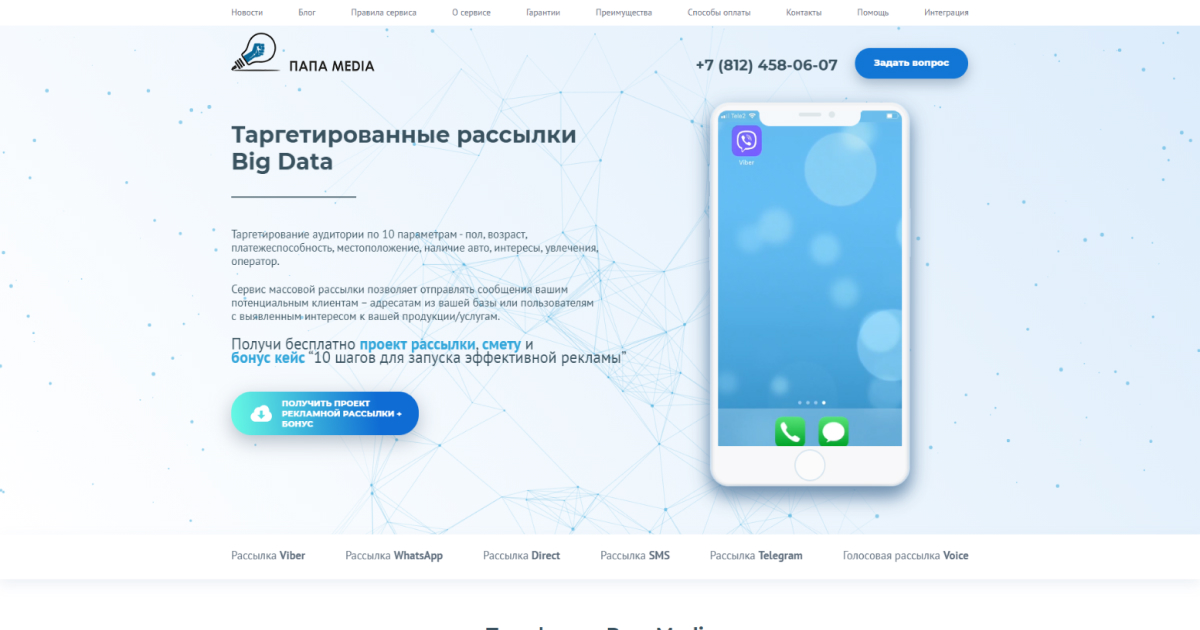 Новости Блог Правила сервиса О сервисе Гарантии Преимущества Способы оплаты Контакты Помощь Интеграция
ПАПА MEDIA
+7 (812) 458-06-07
Задать вопрос
Таргетированные рассылки
Big Data
Tele2
Viber
Таргетирование аудитории по 10 параметрам - пол, возраст,
платежеспособность, местоположение, наличие авто, интересы, увлечения,
оператор.
Сервис массовой рассылки позволяет отправлять сообщения вашим
потенциальным клиентам – адресатам из вашей базы или пользователям
с выявленным интересом к вашей продукции/услугам.
Получи бесплатно проект рассылки, смету и
бонус кейс “10 шагов для запуска эффективной рекламы”
ПОЛУЧИТЬ ПРОЕКТ
РЕКЛАМНОЙ РАССЫЛКИ +
БОНУС
Рассылка Viber Рассылка WhatsApp Рассылка Direct Рассылка SMS Рассылка Telegram Голосовая рассылка Voice